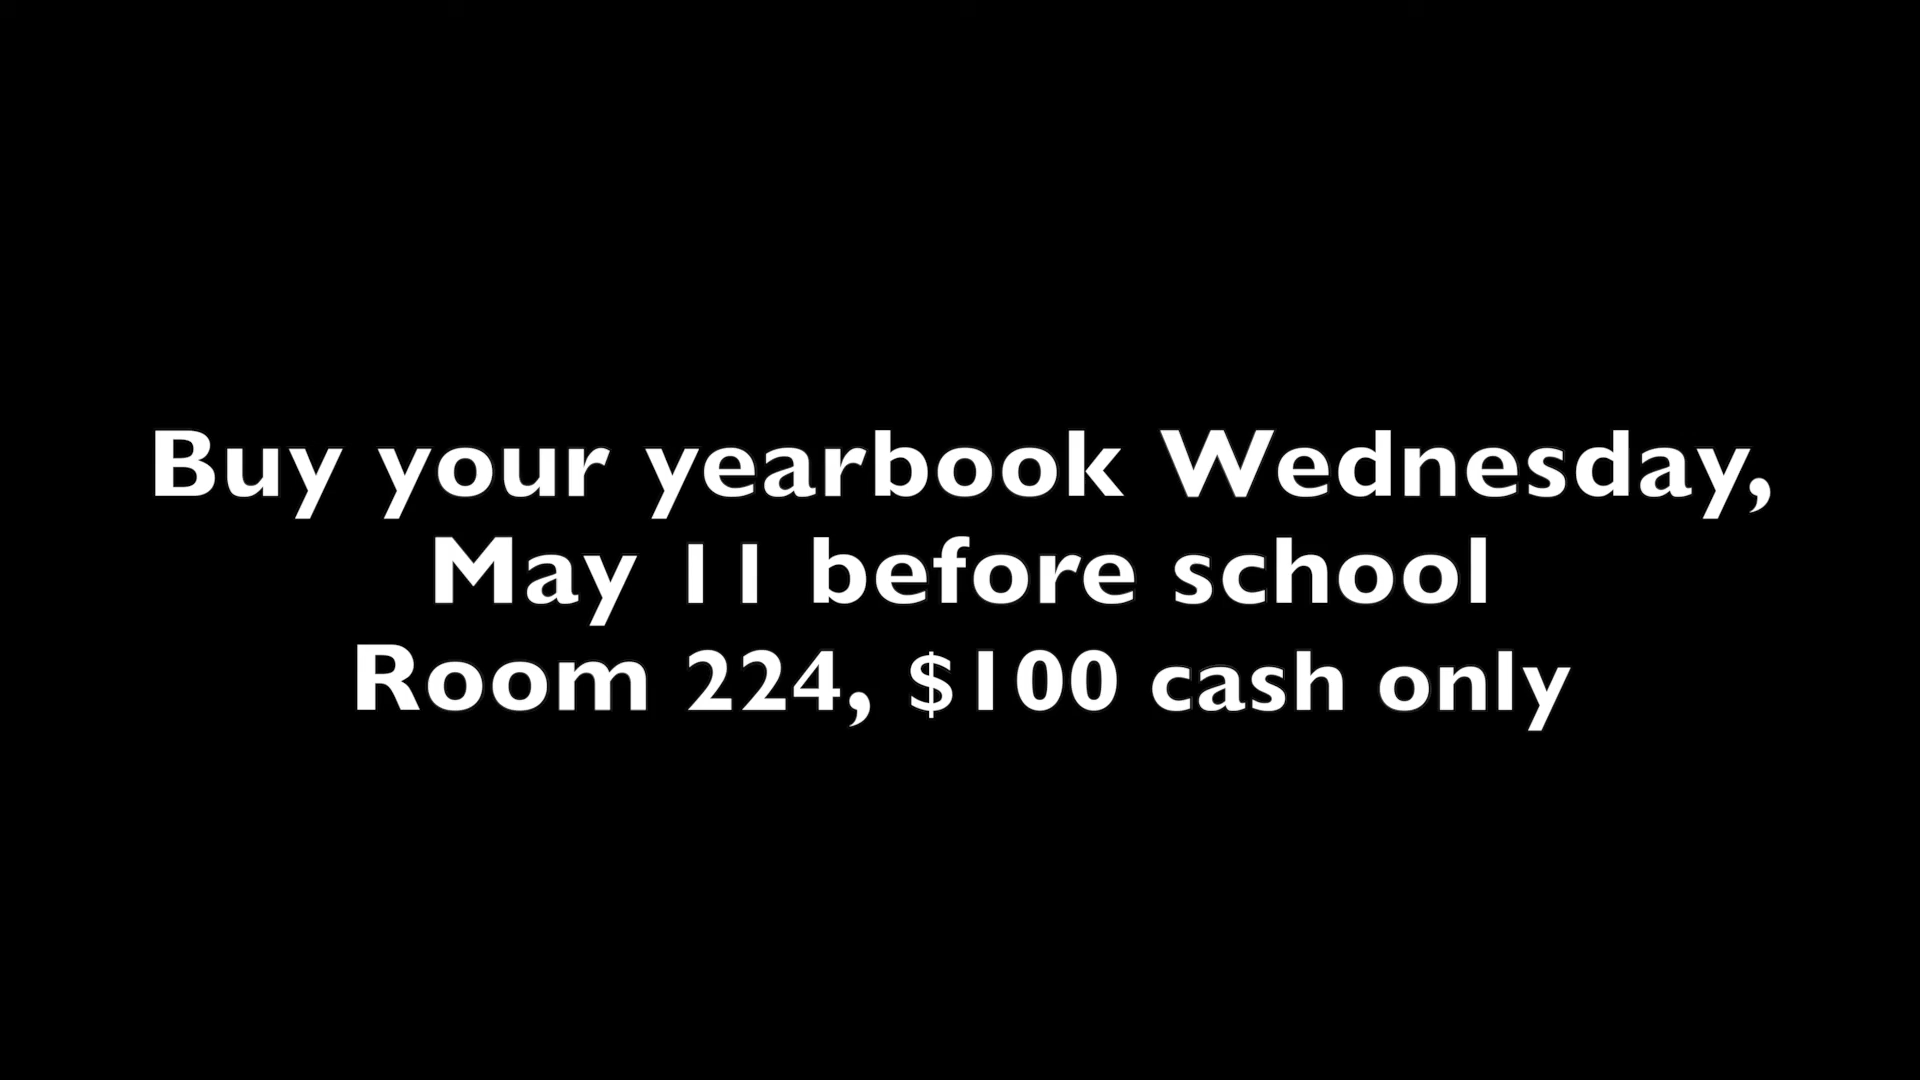 Buy your yearbook Wednesday,
May 11 before school
Room 224, $100 cash only